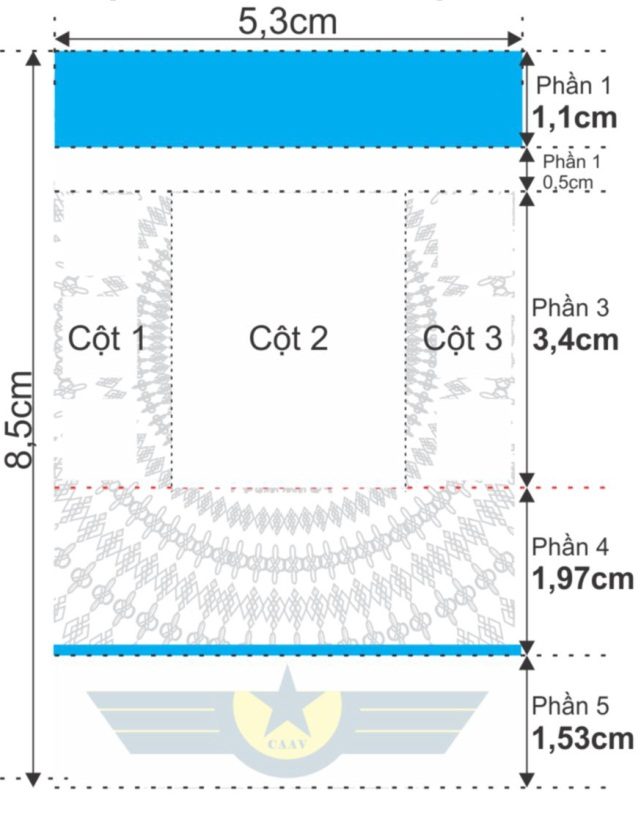 5,3cm
Phần 1
1,1cm
Phần 1
0,5cm
Phần 3
3,4cm
Cột 1
Cột 2
Cột 3
8,5cm
Phần 4
1,97cm
Phần 5
1,53cm
CAAV